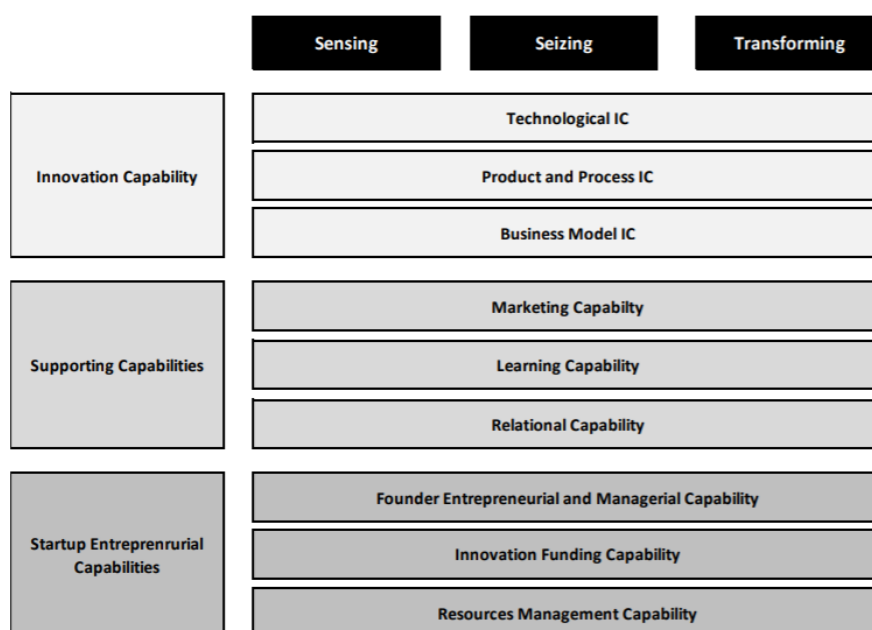 Sensing
Seizing
Transforming
Innovation Capability
Technological IC
Product and Process IC
Business Model IC
Supporting Capabilities
Marketing Capabilty
Learning Capability
Relational Capability
Startup Entreprenrurial
Capabilities
Founder Entrepreneurial and Managerial Capability
Innovation Funding Capability
Resources Management Capability